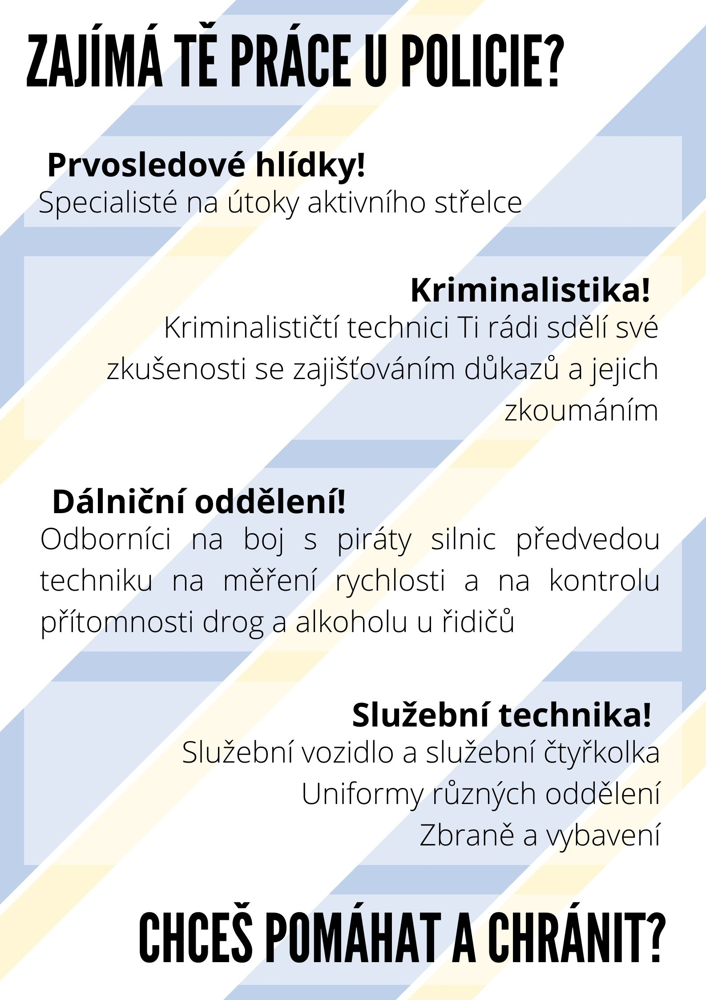 ZAJÍMÁ TĚ PRÁCE U POLICIE?
Prvosledové hlídky!
Specialisté na útoky aktivního střelce
Kriminalistika!
Kriminalističtí technici Ti rádi sdělí své
zkušenosti se zajišťováním důkazů a jejich
zkoumáním
Dálniční oddělení!
Odborníci na boj s piráty silnic předvedou
techniku na měření rychlosti a na kontrolu
přítomnosti drog a alkoholu u řidičů
Služební technika!
Služební vozidlo a služební čtyřkolka
Uniformy různých oddělení
Zbraně a vybavení
CHCEŠ POMÁHAT A CHRÁNIT?